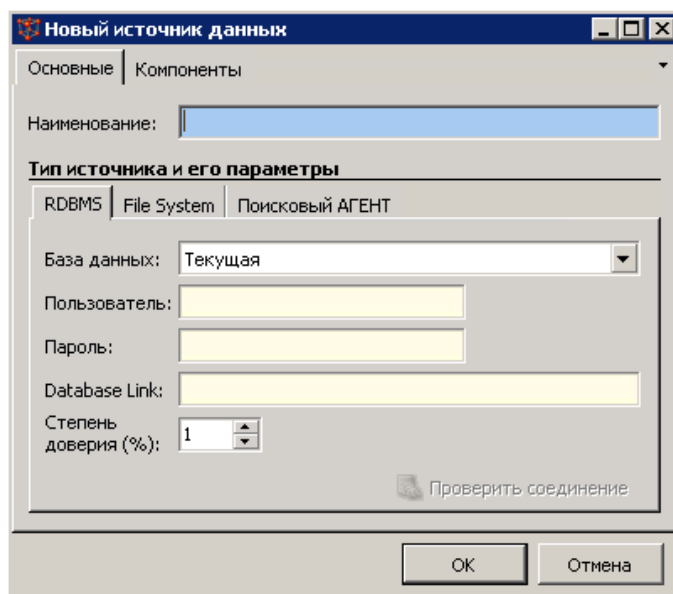 Новый источник данных
Основные Компоненты
Наименование:
Тип источника и его параметры
RDBMS File System Поисковый АГЕНТ
База данных: Текущая
Пользователь:
Пароль:
Database Link:
Степень
доверия (%): 1
Проверить соединение
OK Отмена